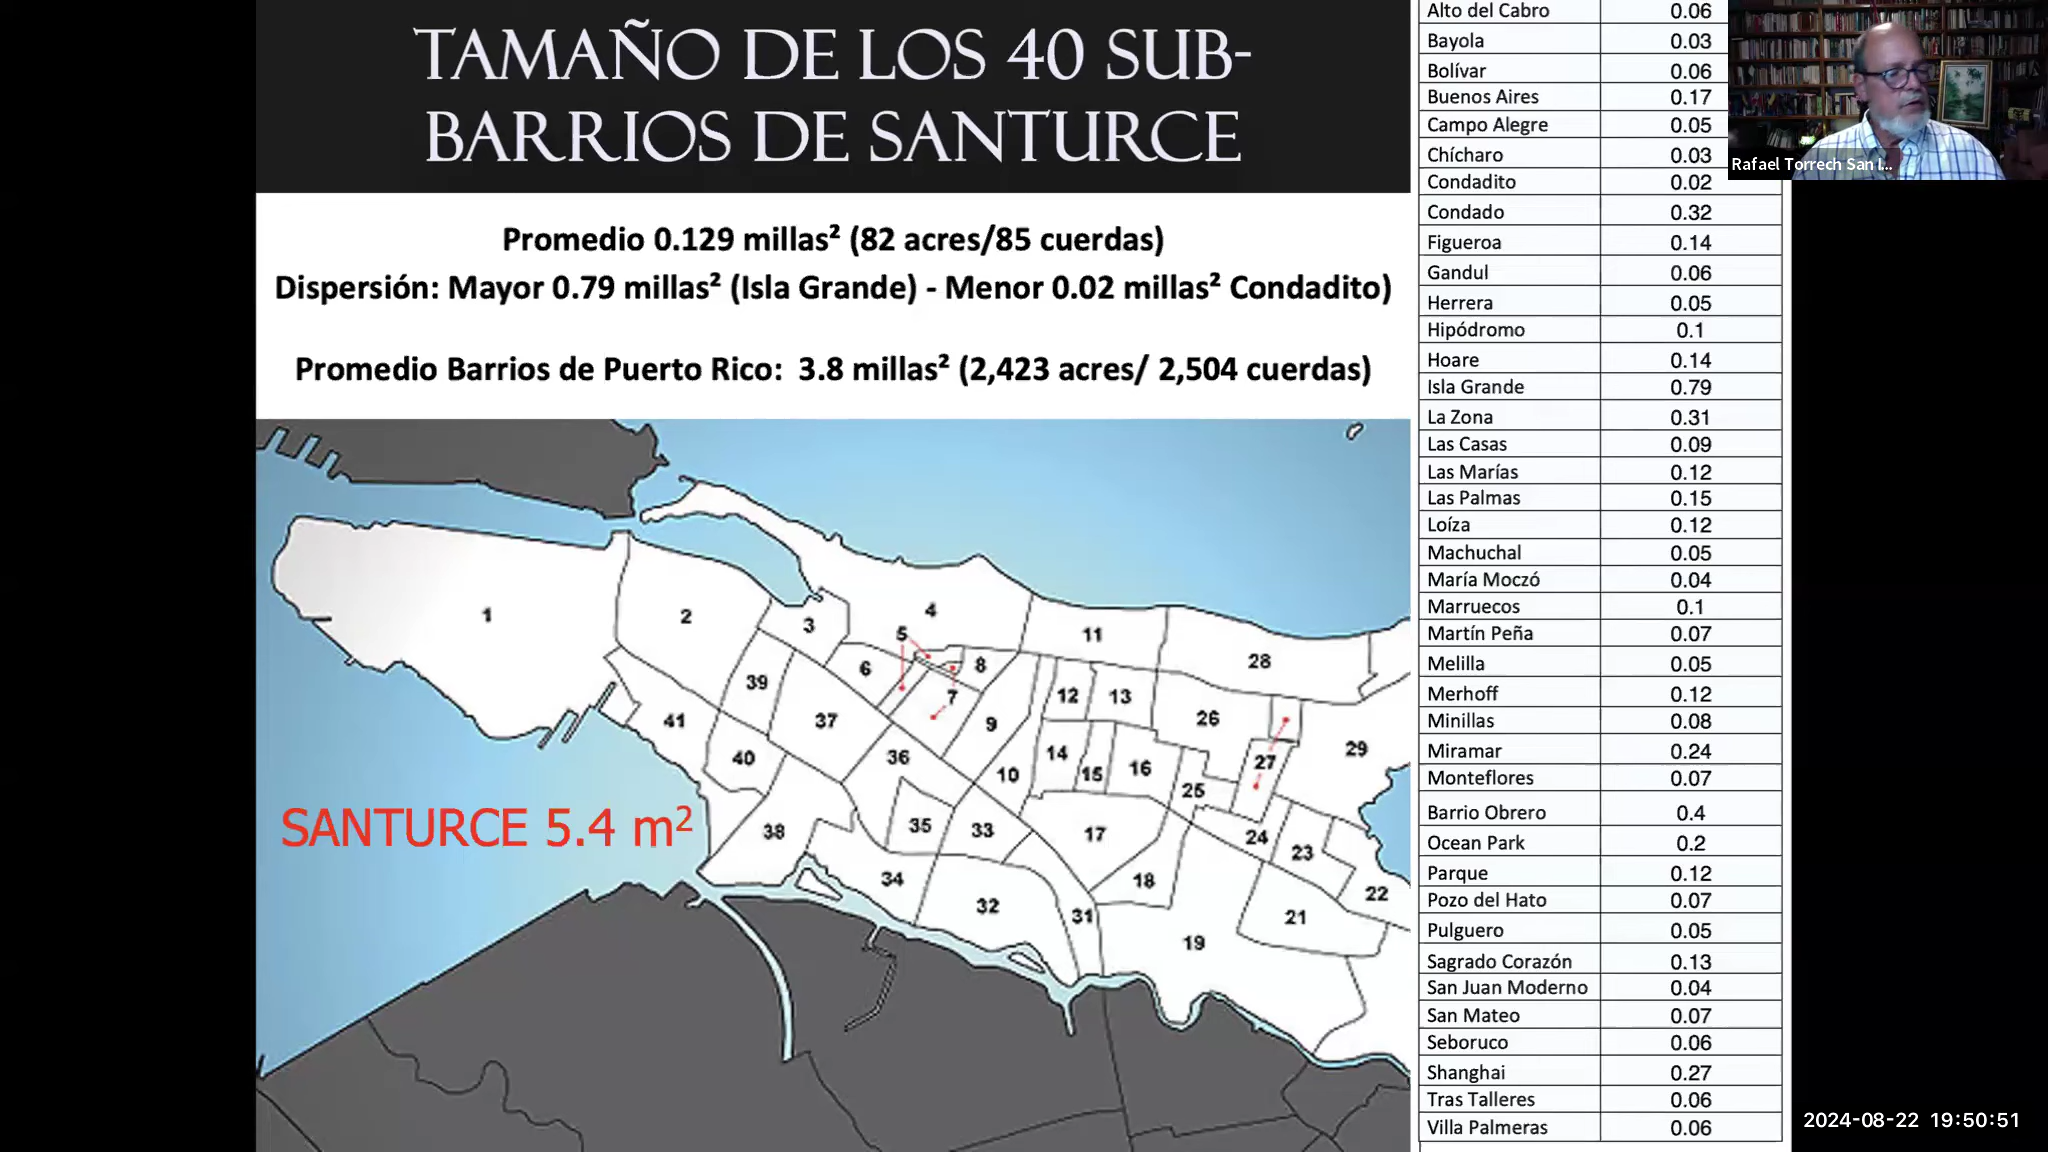 TAMAÑO DE LOS 40 SUB-
BARRIOS DE SANTURCE
Promedio 0.129 millas² (82 acres/85 cuerdas)
Dispersión: Mayor 0.79 millas² (Isla Grande) - Menor 0.02 millas² Condadito)
Promedio Barrios de Puerto Rico: 3.8 millas² (2,423 acres/ 2,504 cuerdas)
1
2
3
4
5
6
7
8
9
10
11
12
13
14
15
16
17
18
19
21
22
23
24
25
26
27
28
29
31
32
33
34
35
36
37
38
39
40
41
SANTURCE 5.4 m²
Alto del Cabro 0.06
Bayola 0.03
Bolívar 0.06
Buenos Aires 0.17
Campo Alegre 0.05
Chícharo 0.03
Condadito 0.02
Condado 0.32
Figueroa 0.14
Gandul 0.06
Herrera 0.05
Hipódromo 0.1
Hoare 0.14
Isla Grande 0.79
La Zona 0.31
Las Casas 0.09
Las Marías 0.12
Las Palmas 0.15
Loíza 0.12
Machuchal 0.05
María Moczó 0.04
Marruecos 0.1
Martín Peña 0.07
Melilla 0.05
Merhoff 0.12
Minillas 0.08
Miramar 0.24
Monteflores 0.07
Barrio Obrero 0.4
Ocean Park 0.2
Parque 0.12
Pozo del Hato 0.07
Pulguero 0.05
Sagrado Corazón 0.13
San Juan Moderno 0.04
San Mateo 0.07
Seboruco 0.06
Shanghai 0.27
Tras Talleres 0.06
Villa Palmeras 0.06
Rafael Torrech San I...
2024-08-22 19:50:51